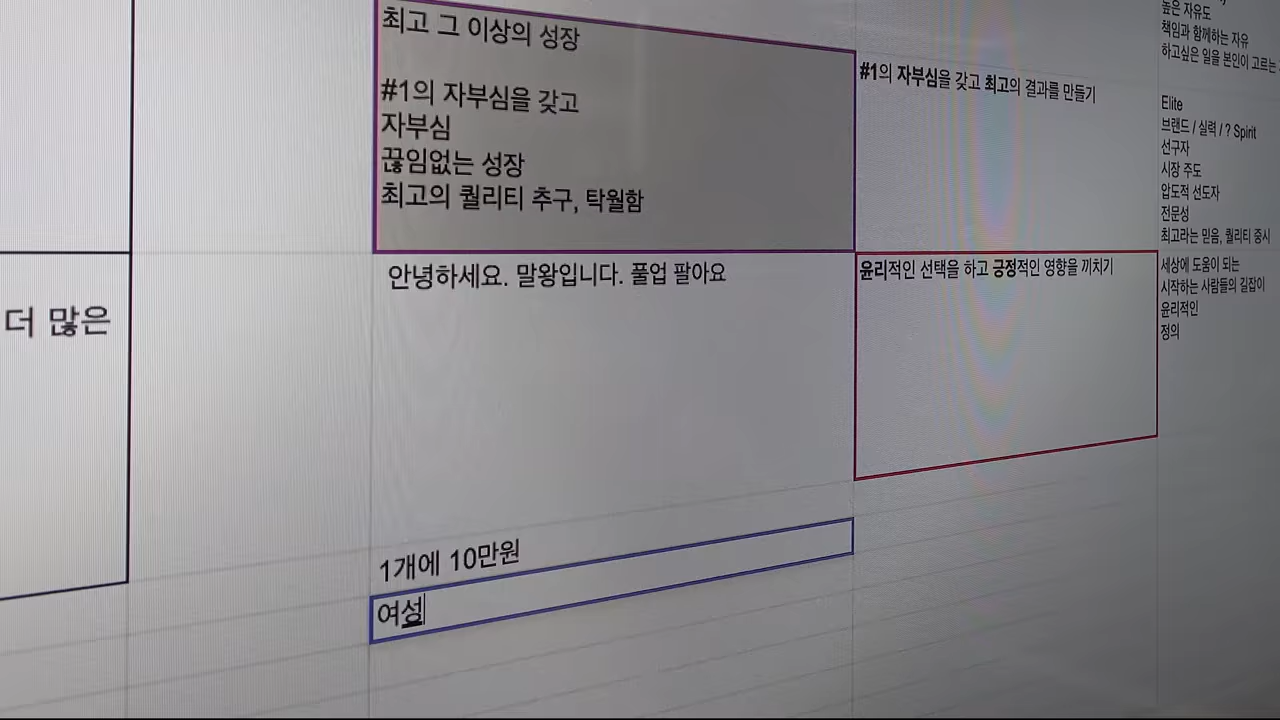 최고 그 이상의 성장
#1의 자부심을 갖고
자부심
끊임없는 성장
최고의 퀄리티 추구, 탁월함
#1의 자부심을 갖고 최고의 결과를 만들기
높은 자유도
책임과 함께하는 자유
하고싶은 일을 본인이 고르는
Elite
브랜드 / 실력 / ? Spirit
선구자
시장 주도
압도적 선도자
전문성
최고라는 믿음, 퀄리티 중시
더 많은
안녕하세요. 말왕입니다. 풀업 팔아요
윤리적인 선택을 하고 긍정적인 영향을 끼치기
세상에 도움이 되는
시작하는 사람들의 길잡이
윤리적인
정의
1개에 10만원
여성